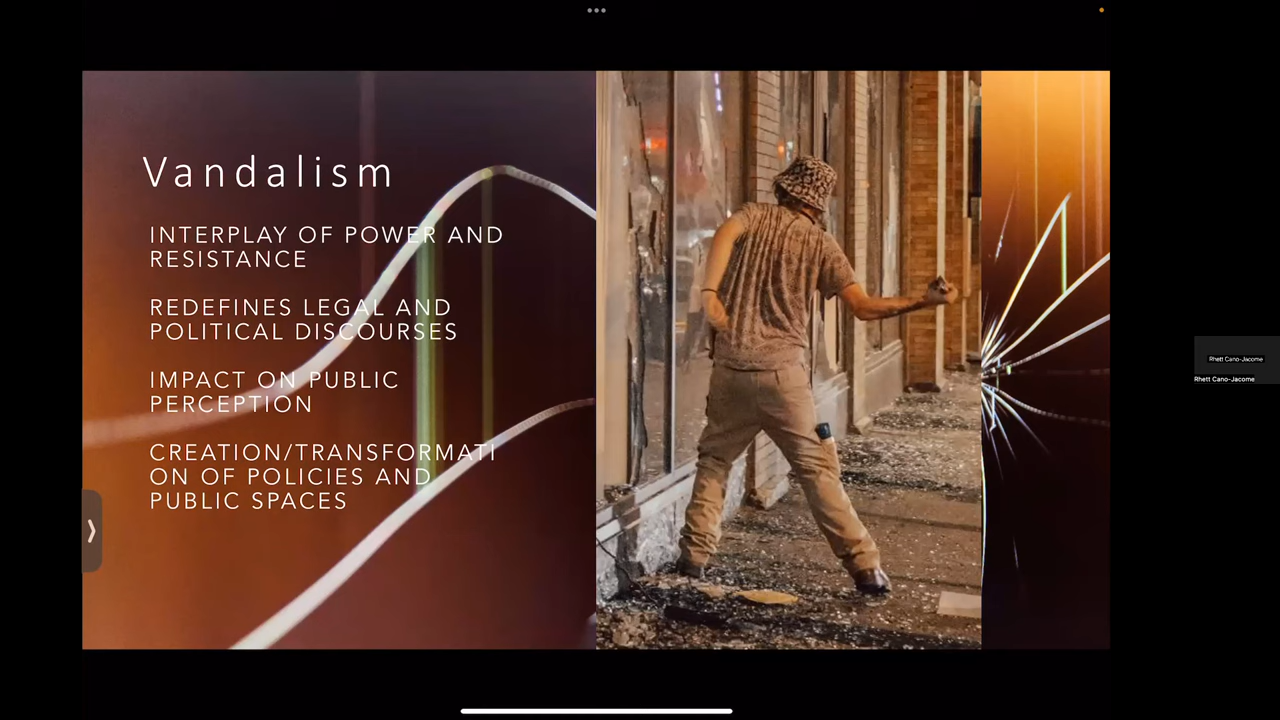 Vandalism
INTERPLAY OF POWER AND
RESISTANCE
REDEFINES LEGAL AND
POLITICAL DISCOURSES
IMPACT ON PUBLIC
PERCEPTION
CREATION/TRANSFORMATI
ON OF POLICIES AND
PUBLIC SPACES
Rhett Cano-Jacome
Rhett Cano-Jacome